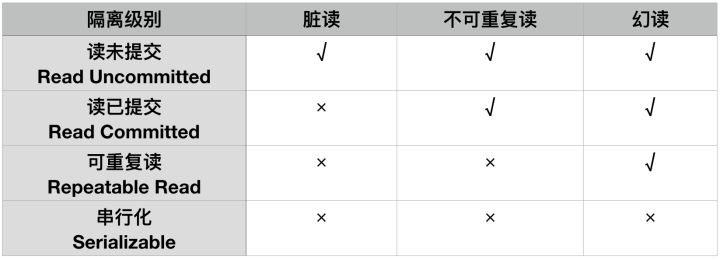 隔离级别 脏读 不可重复读 幻读
读未提交 √ √ √
Read Uncommitted
读已提交 × √ √
Read Committed
可重复读 × × √
Repeatable Read
串行化 × × ×
Serializable